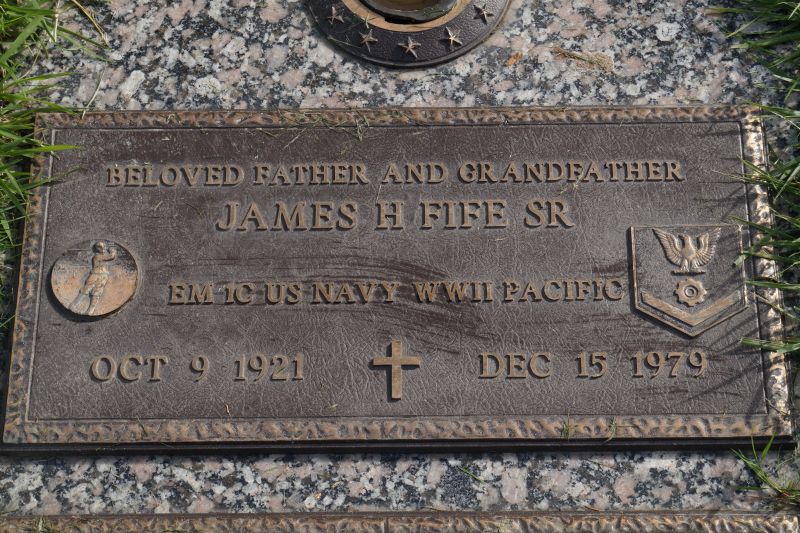 BELOVED FATHER AND GRANDFATHER
JAMES H FIFE SR
EM 1C US NAVY WWII PACIFIC
OCT 9 1921 DEC 15 1979